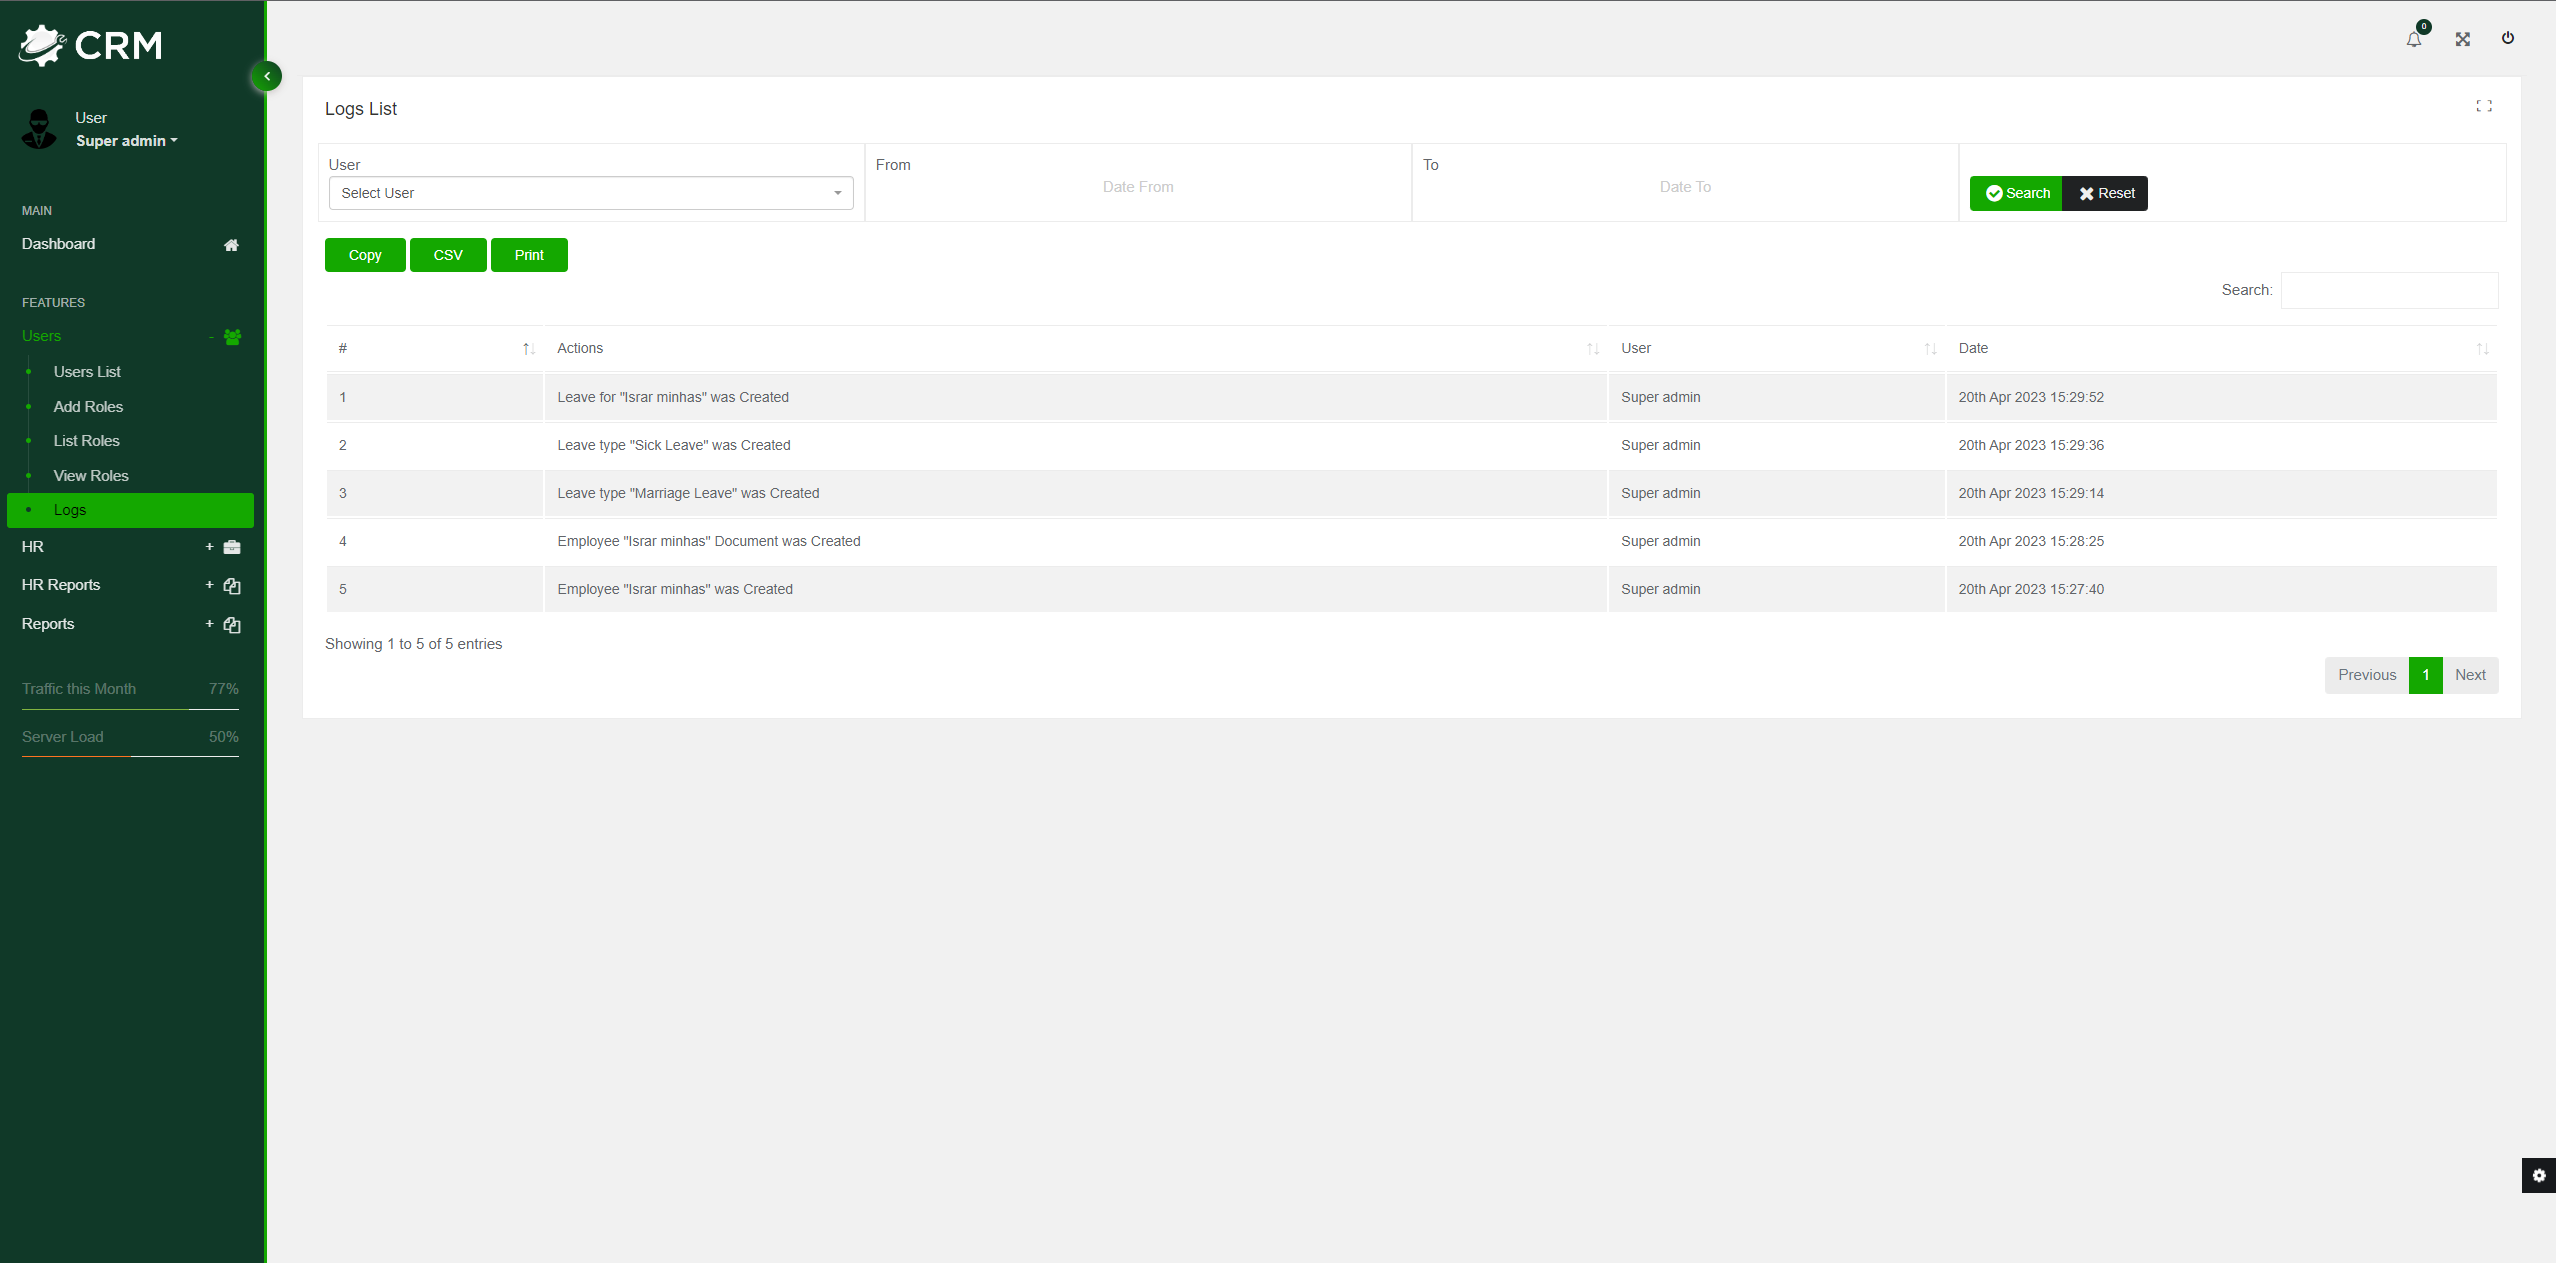 CRM
User
Super admin
MAIN
Dashboard
FEATURES
Users -
Users List
Add Roles
List Roles
View Roles
Logs
HR +
HR Reports +
Reports +
Traffic this Month 77%
Server Load 50%
0
Logs List
User From To
Select User Date From Date To Search Reset
Copy CSV Print
Search:
# Actions User Date
1 Leave for "Israr minhas" was Created Super admin 20th Apr 2023 15:29:52
2 Leave type "Sick Leave" was Created Super admin 20th Apr 2023 15:29:36
3 Leave type "Marriage Leave" was Created Super admin 20th Apr 2023 15:29:14
4 Employee "Israr minhas" Document was Created Super admin 20th Apr 2023 15:28:25
5 Employee "Israr minhas" was Created Super admin 20th Apr 2023 15:27:40
Showing 1 to 5 of 5 entries
Previous 1 Next